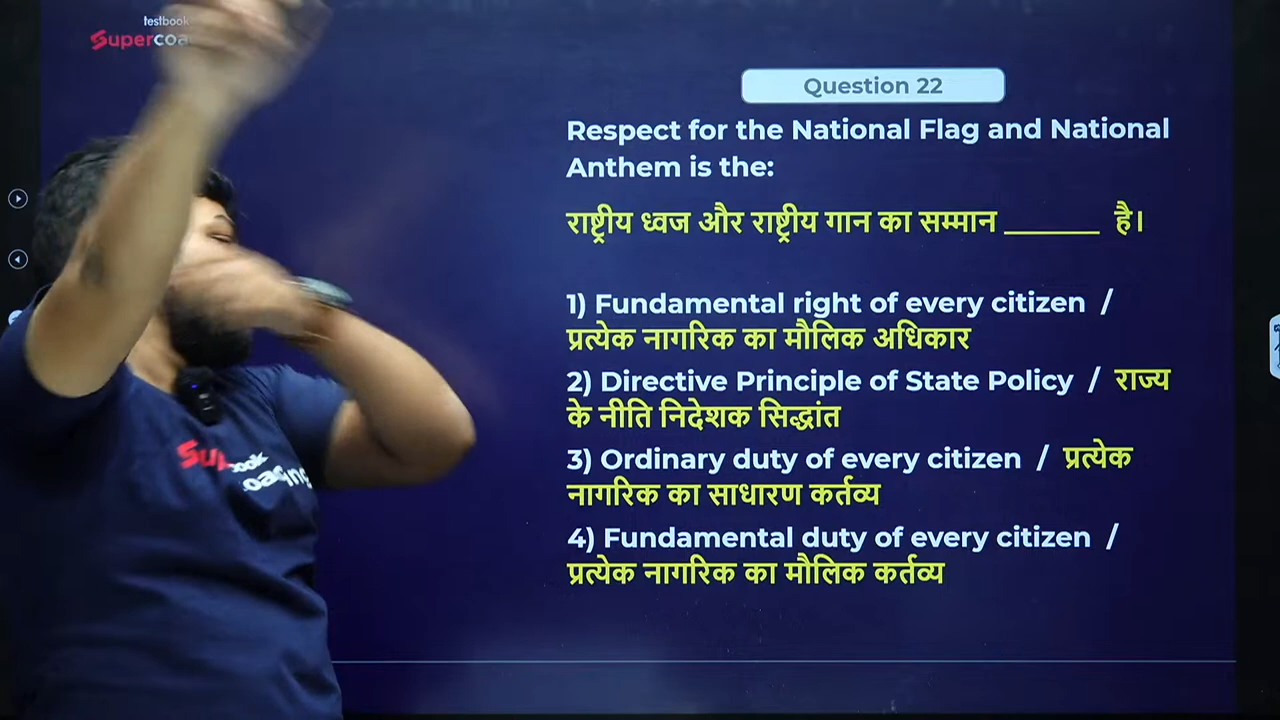 testbook
Question 22
Respect for the National Flag and National
Anthem is the:
राष्ट्रीय ध्वज और राष्ट्रीय गान का सम्मान ______ है।
1) Fundamental right of every citizen /
प्रत्येक नागरिक का मौलिक अधिकार
2) Directive Principle of State Policy / राज्य
के नीति निदेशक सिद्धांत
3) Ordinary duty of every citizen / प्रत्येक
नागरिक का साधारण कर्तव्य
4) Fundamental duty of every citizen /
प्रत्येक नागरिक का मौलिक कर्तव्य